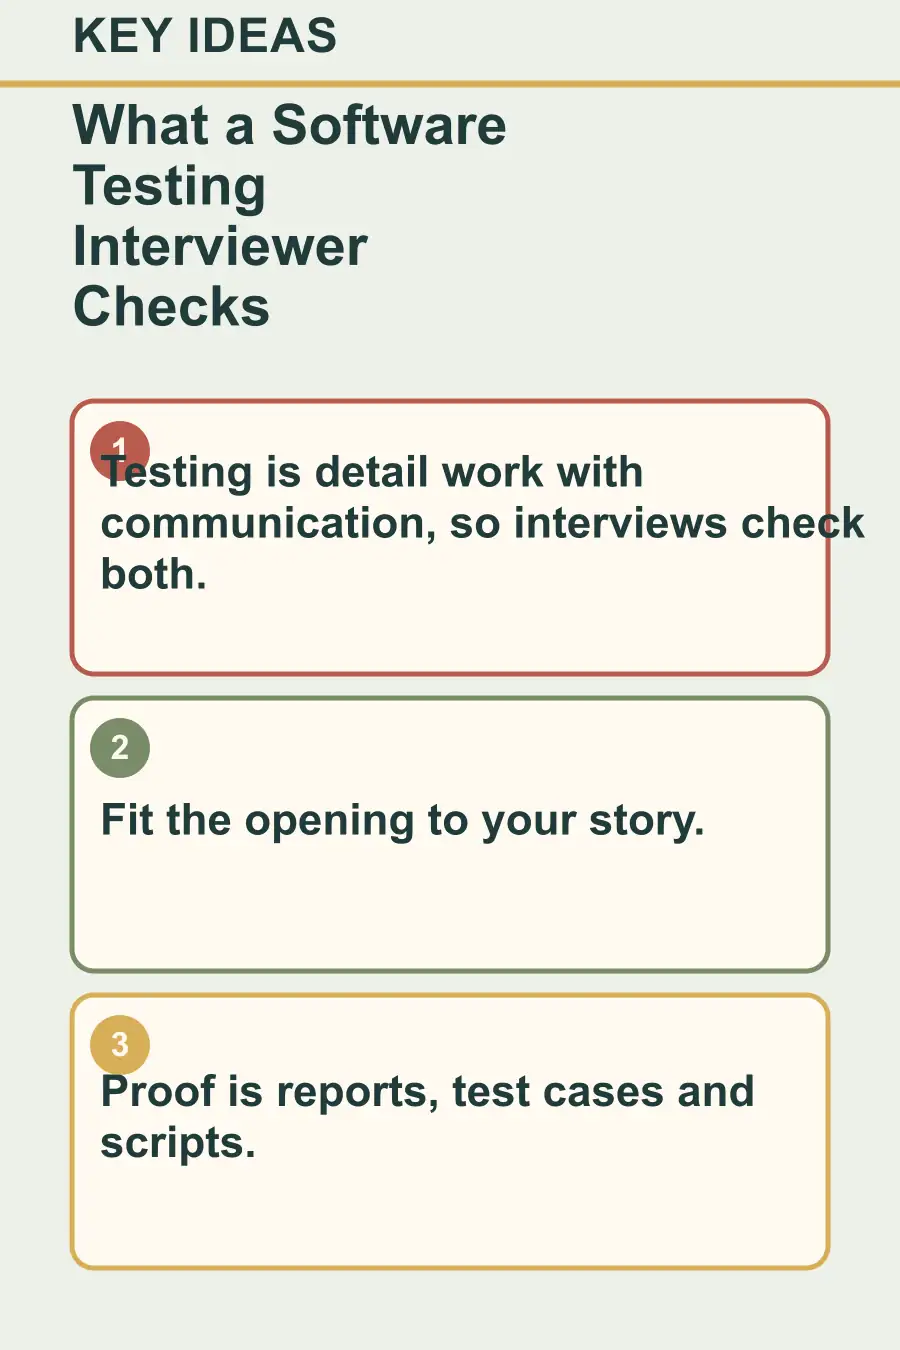 KEY IDEAS
What a Software
Testing
Interviewer
Checks
1
Testing is detail work with
communication, so interviews check
both.
2
Fit the opening to your story.
3
Proof is reports, test cases and
scripts.